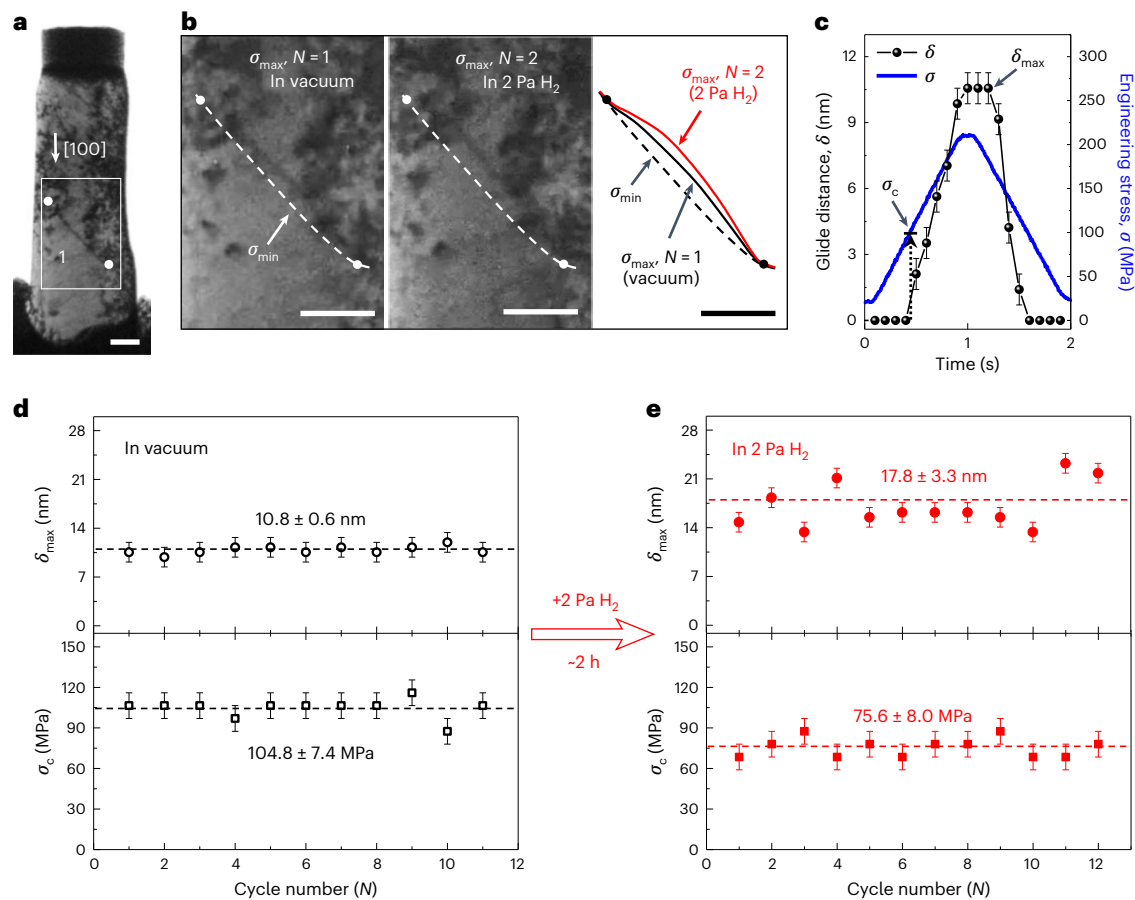 a
[100]
1
b
σmax, N = 1
In vacuum
σmin
σmax, N = 2
In 2 Pa H2
σmax, N = 2
(2 Pa H2)
σmin
σmax, N = 1
(vacuum)
c
δ
σ
δmax
σc
12
9
6
3
0
Glide distance, δ (nm)
300
250
200
150
100
50
0
Engineering stress, σ (MPa)
0
1
2
Time (s)
d
In vacuum
10.8 ± 0.6 nm
28
21
14
7
0
δmax (nm)
104.8 ± 7.4 MPa
150
120
90
60
30
0
σc (MPa)
0 2 4 6 8 10 12
Cycle number (N)
+2 Pa H2
~2 h
e
In 2 Pa H2
17.8 ± 3.3 nm
28
21
14
7
0
δmax (nm)
75.6 ± 8.0 MPa
150
120
90
60
30
0
σc (MPa)
0 2 4 6 8 10 12
Cycle number (N)